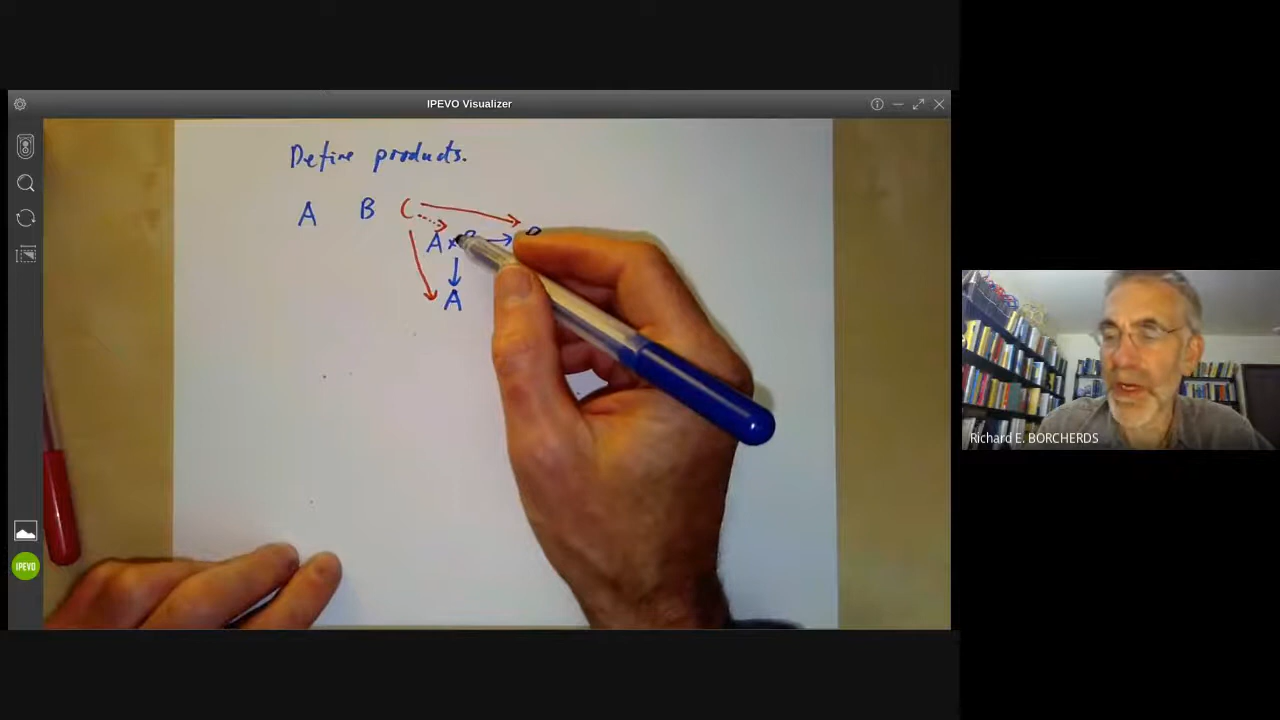 IPEVO Visualizer
Define products.
A B C
A ×
A
IPEVO
Richard E. BORCHERDS